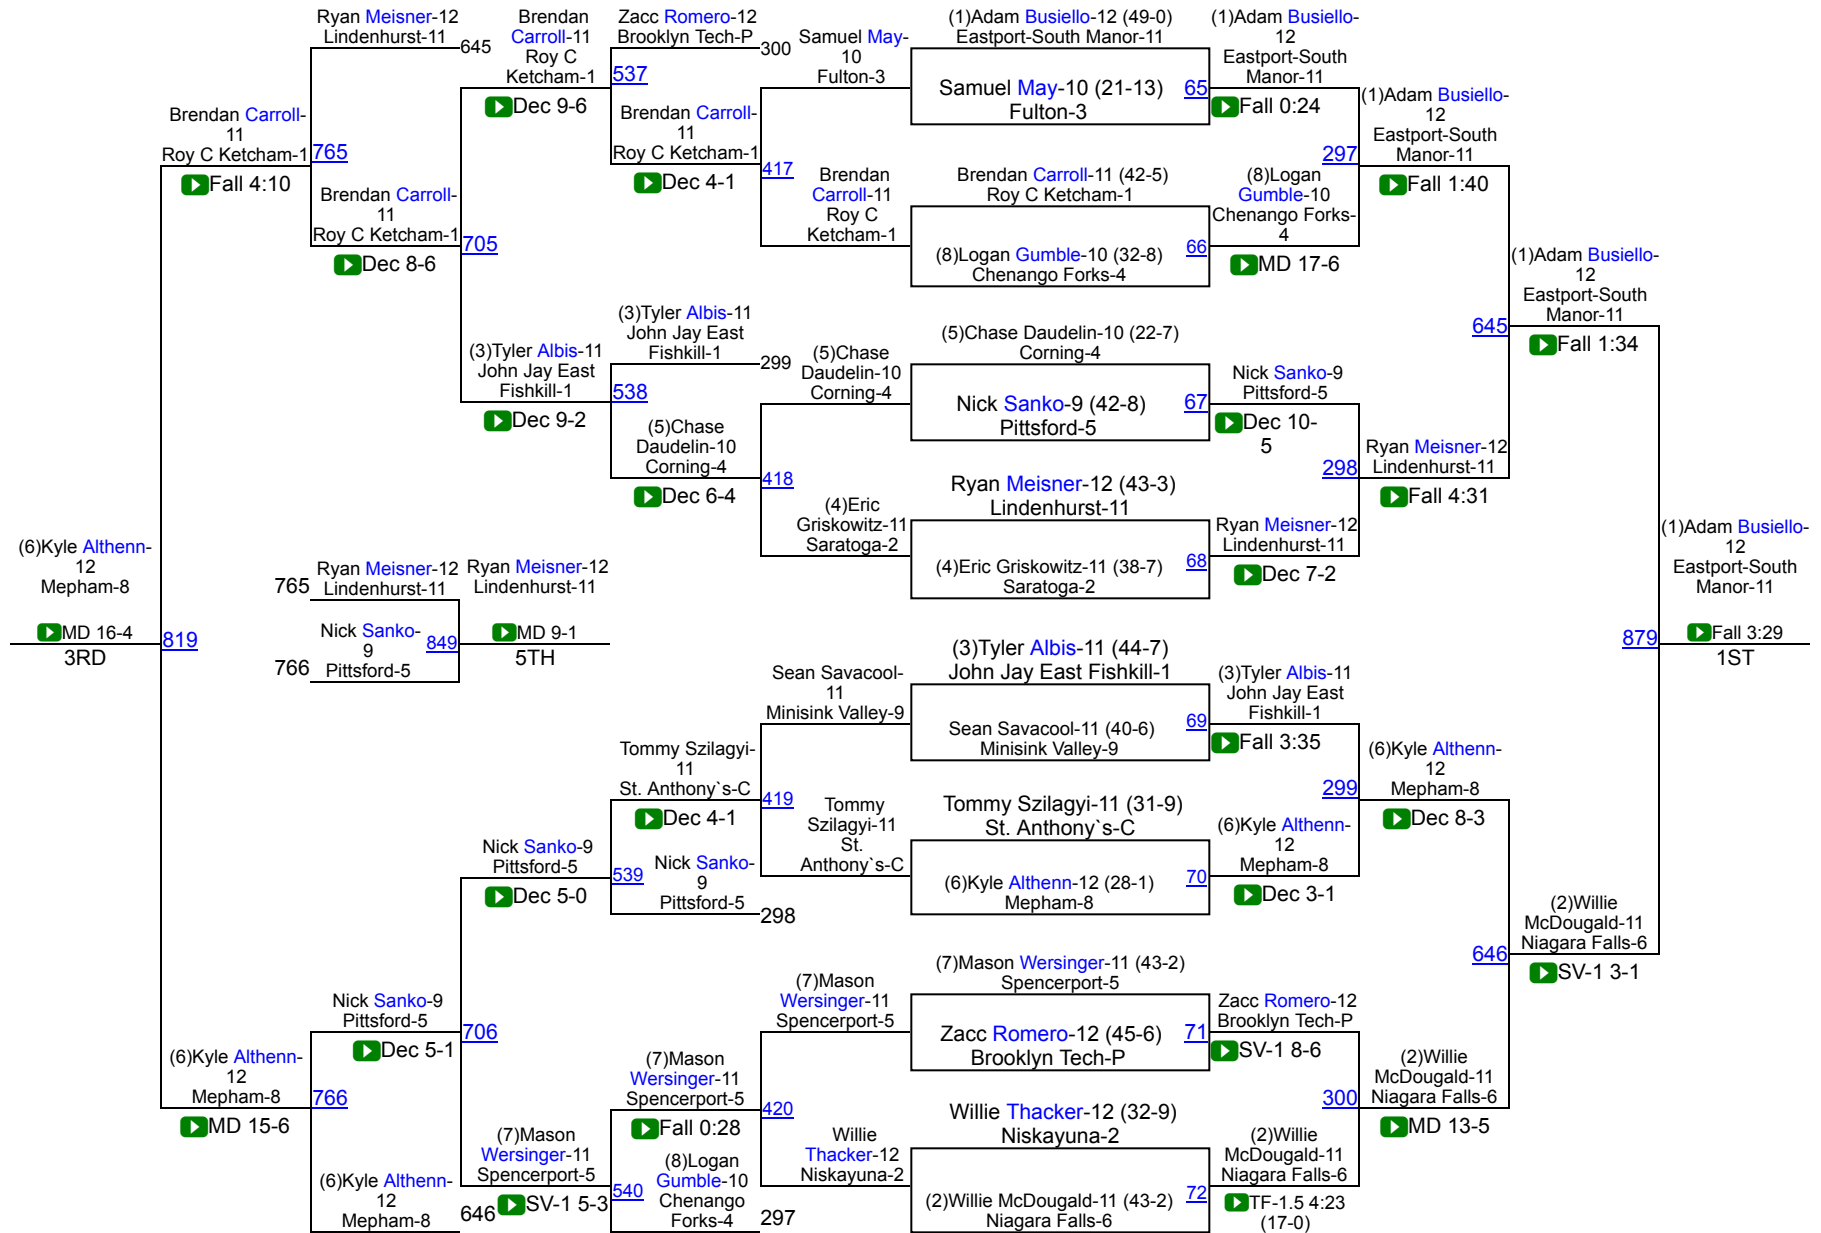 Ryan Meisner-12
Lindenhurst-11
645
Brendan
Carroll-11
Roy C
Ketcham-1
Dec 9-6
Zacc Romero-12
Brooklyn Tech-P
300
537
Samuel May-
10
Fulton-3
(1)Adam Busiello-12 (49-0)
Eastport-South Manor-11
Samuel May-10 (21-13)
Fulton-3
65
(1)Adam Busiello-
12
Eastport-South
Manor-11
Fall 0:24
Brendan Carroll-
11
Roy C Ketcham-1
Fall 4:10
765
Brendan Carroll-
11
Roy C Ketcham-1
Dec 8-6
705
Brendan Carroll-
11
Roy C Ketcham-1
Dec 4-1
417
Brendan
Carroll-11
Roy C
Ketcham-1
Brendan Carroll-11 (42-5)
Roy C Ketcham-1
(8)Logan Gumble-10 (32-8)
Chenango Forks-4
66
(8)Logan
Gumble-10
Chenango Forks-
4
MD 17-6
297
(1)Adam Busiello-
12
Eastport-South
Manor-11
Fall 1:40
(3)Tyler Albis-11
John Jay East
Fishkill-1
Dec 9-2
(3)Tyler Albis-11
John Jay East
Fishkill-1
299
538
(5)Chase
Daudelin-10
Corning-4
Dec 6-4
(5)Chase
Daudelin-10
Corning-4
418
(4)Eric
Griskowitz-11
Saratoga-2
(5)Chase Daudelin-10 (22-7)
Corning-4
Nick Sanko-9 (42-8)
Pittsford-5
67
Nick Sanko-9
Pittsford-5
Dec 10-
5
Ryan Meisner-12 (43-3)
Lindenhurst-11
(4)Eric Griskowitz-11 (38-7)
Saratoga-2
68
Ryan Meisner-12
Lindenhurst-11
Dec 7-2
298
Ryan Meisner-12
Lindenhurst-11
Fall 4:31
645
(1)Adam Busiello-
12
Eastport-South
Manor-11
Fall 1:34
(6)Kyle Althenn-
12
Mepham-8
MD 16-4
3RD
819
765
Ryan Meisner-12
Lindenhurst-11
766
Nick Sanko-
9
Pittsford-5
849
Ryan Meisner-12
Lindenhurst-11
MD 9-1
5TH
879
(1)Adam Busiello-
12
Eastport-South
Manor-11
Fall 3:29
1ST
Sean Savacool-
11
Minisink Valley-9
(3)Tyler Albis-11 (44-7)
John Jay East Fishkill-1
Sean Savacool-11 (40-6)
Minisink Valley-9
69
(3)Tyler Albis-11
John Jay East
Fishkill-1
Fall 3:35
Tommy Szilagyi-
11
St. Anthony`s-C
Dec 4-1
419
Tommy
Szilagyi-11
St.
Anthony`s-C
Tommy Szilagyi-11 (31-9)
St. Anthony`s-C
(6)Kyle Althenn-12 (28-1)
Mepham-8
70
(6)Kyle Althenn-
12
Mepham-8
Dec 3-1
299
(6)Kyle Althenn-
12
Mepham-8
Dec 8-3
Nick Sanko-9
Pittsford-5
Dec 5-0
539
Nick Sanko-
9
Pittsford-5
298
Nick Sanko-9
Pittsford-5
Dec 5-1
706
(7)Mason
Wersinger-11
Spencerport-5
(7)Mason Wersinger-11 (43-2)
Spencerport-5
Zacc Romero-12 (45-6)
Brooklyn Tech-P
71
Zacc Romero-12
Brooklyn Tech-P
SV-1 8-6
646
(2)Willie
McDougald-11
Niagara Falls-6
SV-1 3-1
(6)Kyle Althenn-
12
Mepham-8
MD 15-6
766
(6)Kyle Althenn-
12
Mepham-8
646
(7)Mason
Wersinger-11
Spencerport-5
SV-1 5-3
(7)Mason
Wersinger-11
Spencerport-5
Fall 0:28
420
540
(8)Logan
Gumble-10
Chenango
Forks-4
297
Willie
Thacker-12
Niskayuna-2
Willie Thacker-12 (32-9)
Niskayuna-2
(2)Willie McDougald-11 (43-2)
Niagara Falls-6
72
(2)Willie
McDougald-11
Niagara Falls-6
TF-1.5 4:23
(17-0)
300
(2)Willie
McDougald-11
Niagara Falls-6
MD 13-5